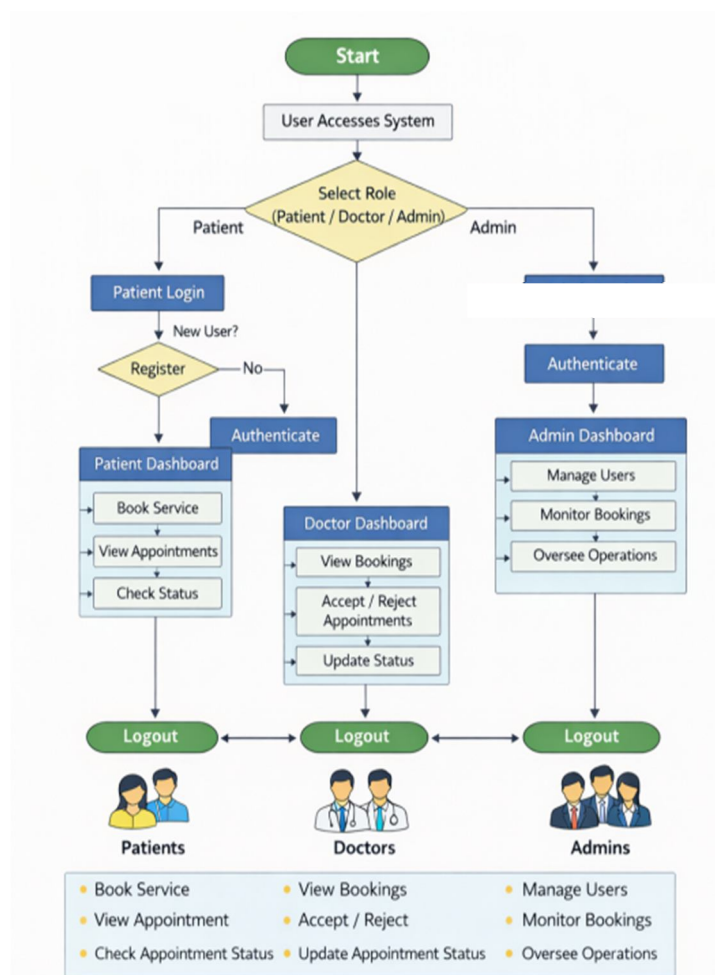 Start
User Accesses System
Select Role
(Patient / Doctor / Admin)
Patient
Admin
Patient Login
New User?
Register
No
Authenticate
Authenticate
Patient Dashboard
Book Service
View Appointments
Check Status
Doctor Dashboard
View Bookings
Accept / Reject
Appointments
Update Status
Admin Dashboard
Manage Users
Monitor Bookings
Oversee Operations
Logout
Logout
Logout
Patients
Doctors
Admins
• Book Service
• View Appointment
• Check Appointment Status
• View Bookings
• Accept / Reject
• Update Appointment Status
• Manage Users
• Monitor Bookings
• Oversee Operations